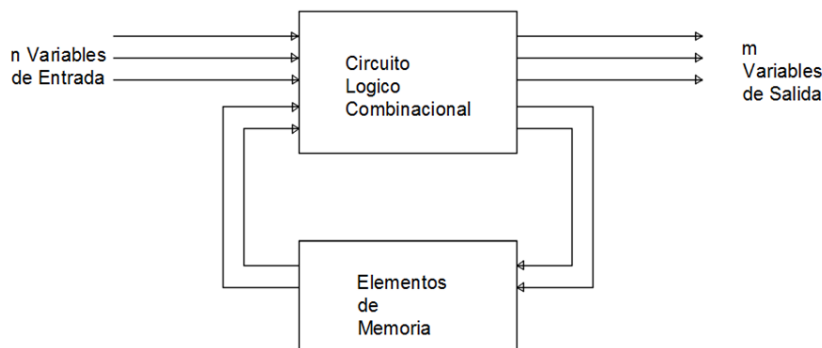 n Variables
de Entrada
Circuito
Logico
Combinacional
m
Variables
de Salida
Elementos
de
Memoria